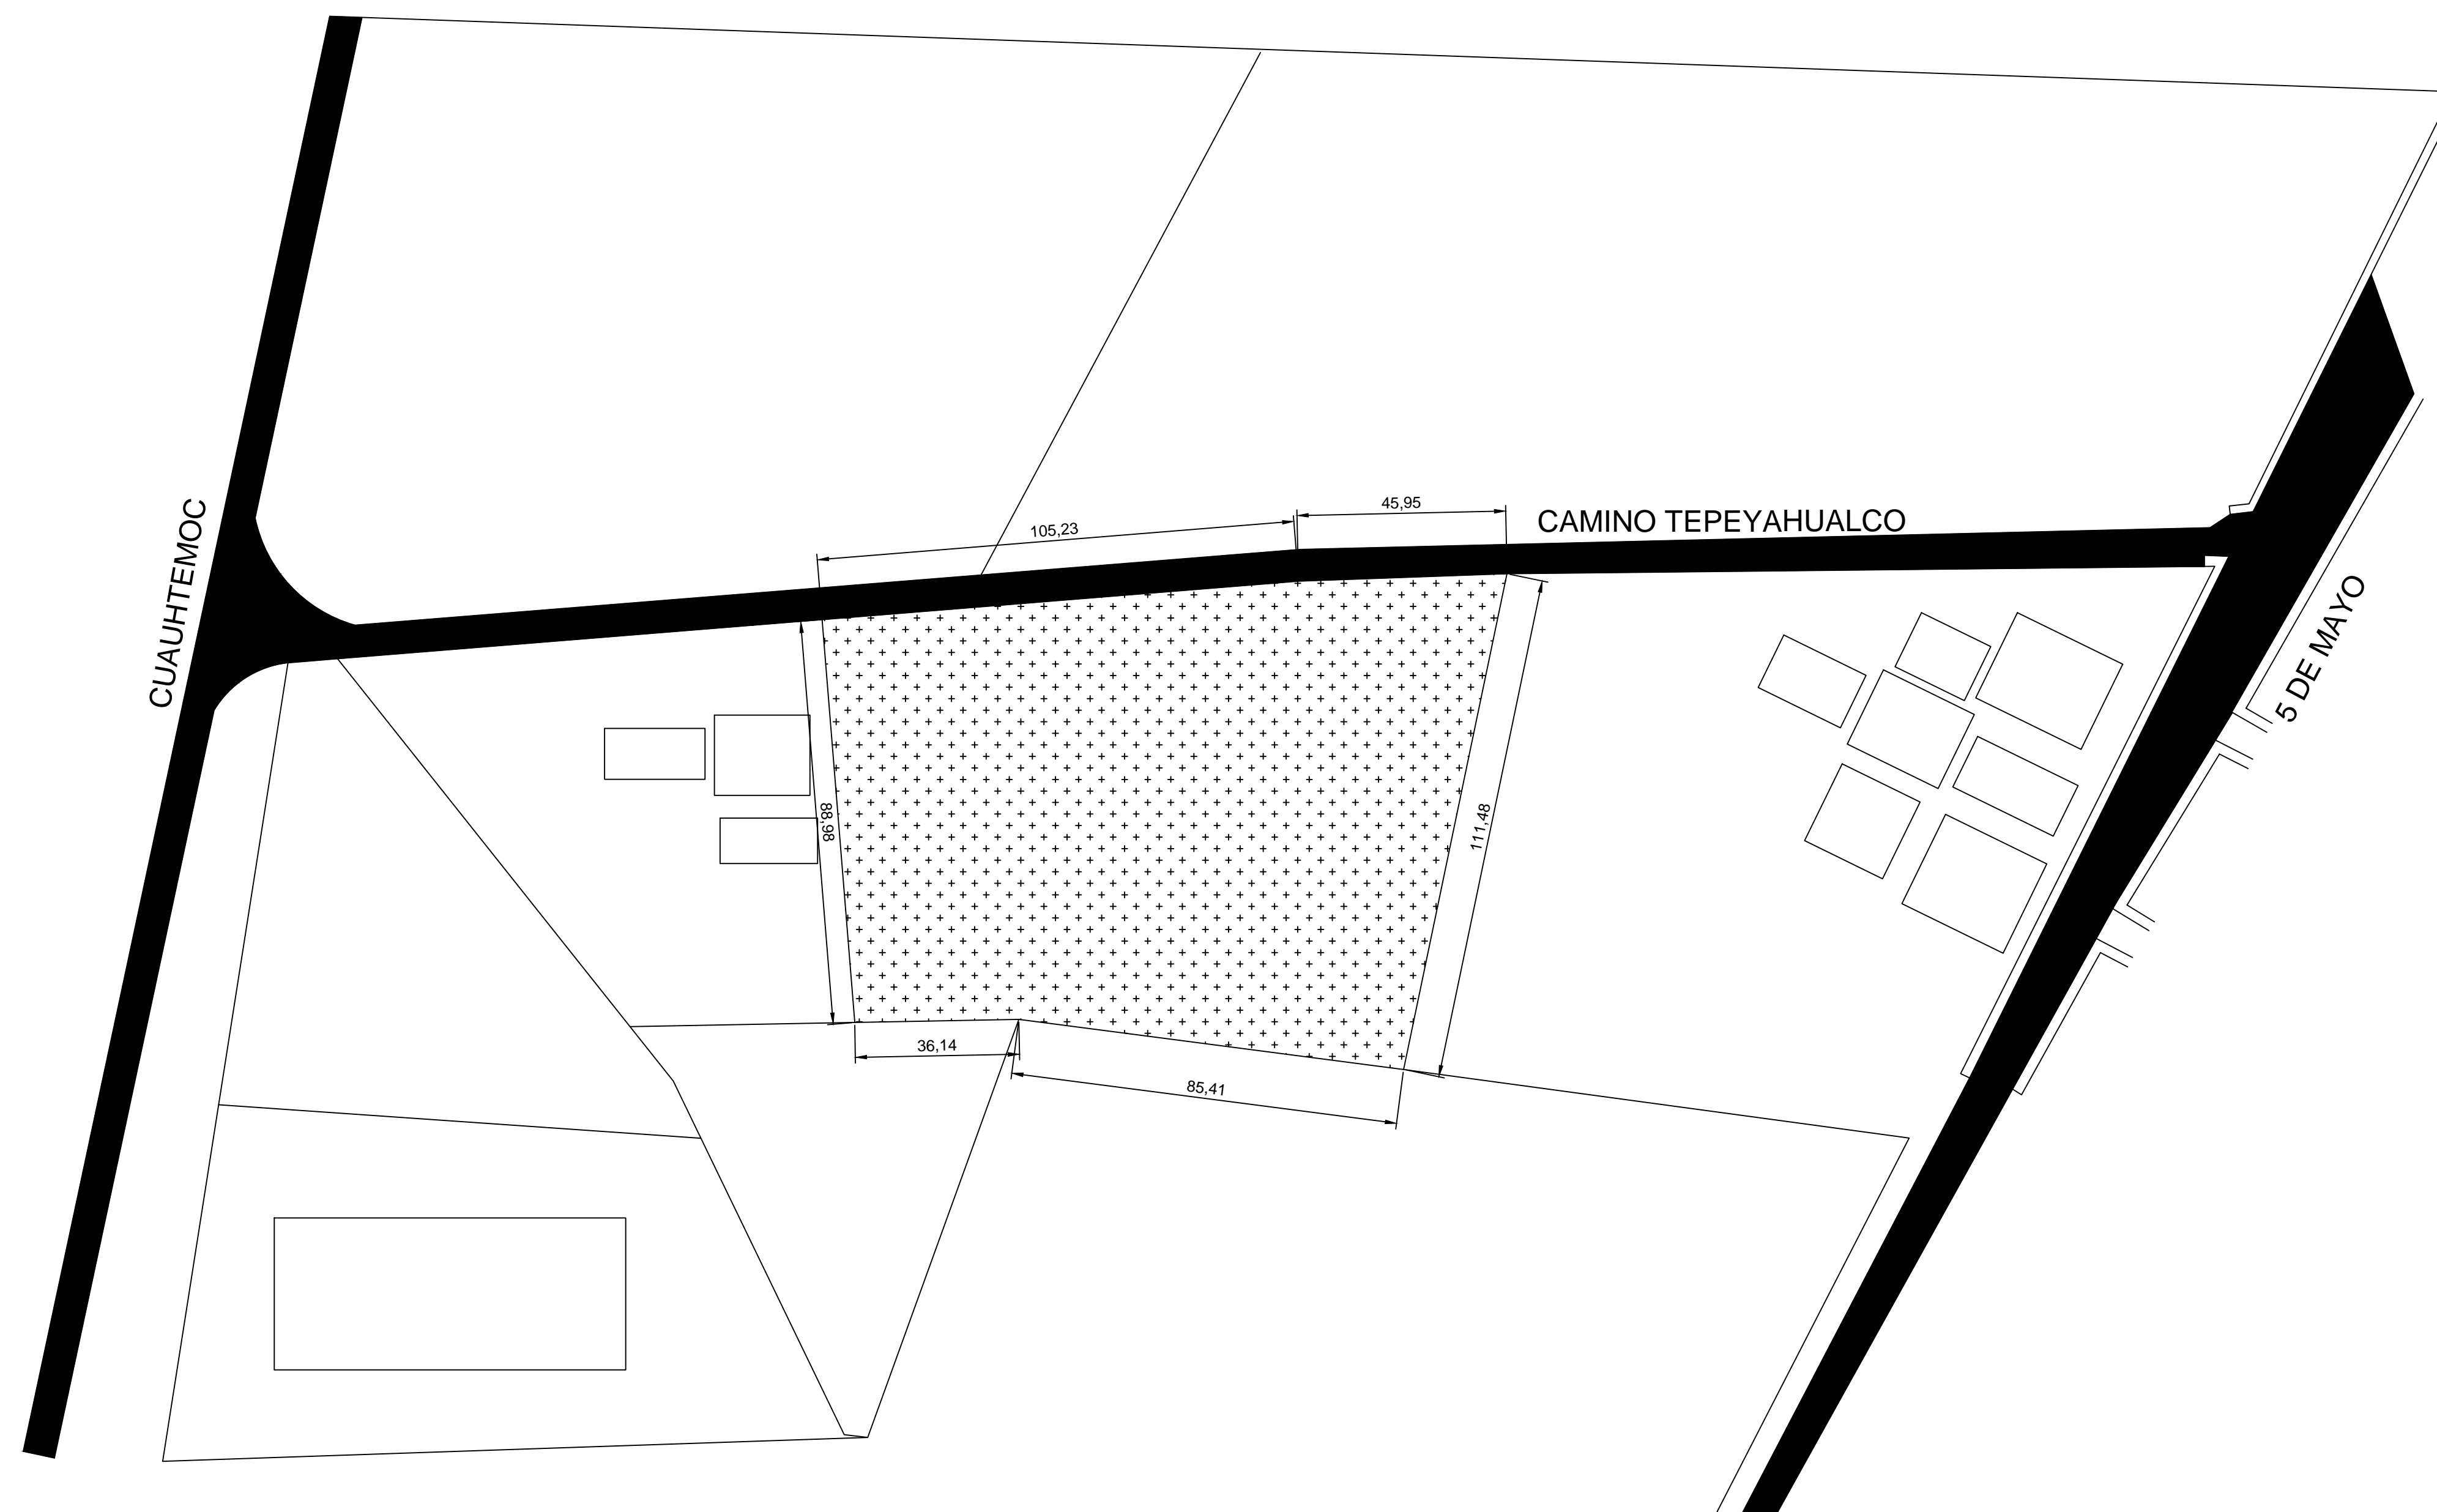 45,95
CAMINO TEPEYAHUALCO
105,23
CUAUHTEMOC
5 DE MAYO
88,98
111,48
36,14
85,41